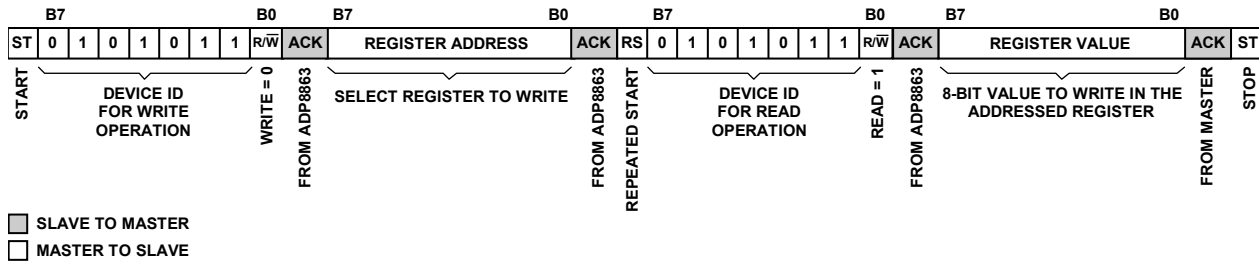 B7 B0 B7 B0 B7 B0
ST 0 1 0 1 0 1 1 R/W̅ ACK REGISTER ADDRESS ACK RS 0 1 0 1 0 1 1 R/W̅ ACK REGISTER VALUE ACK ST
START
DEVICE ID
FOR WRITE
OPERATION
WRITE = 0
FROM ADP8863
SELECT REGISTER TO WRITE
FROM ADP8863
REPEATED START
DEVICE ID
FOR READ
OPERATION
READ = 1
FROM ADP8863
8-BIT VALUE TO WRITE IN THE
ADDRESSED REGISTER
FROM MASTER
STOP
SLAVE TO MASTER
MASTER TO SLAVE